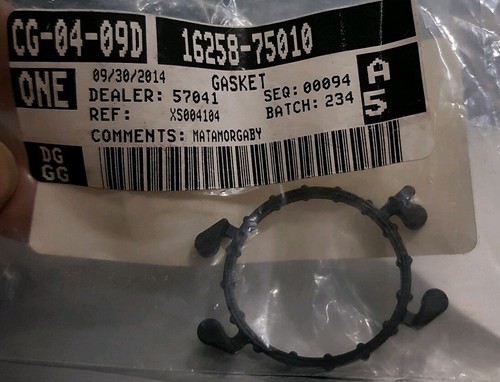 CG-04-09D 16258-75010
ONE 09/30/2014 GASKET A
DEALER: 57041 SEQ: 00094
REF: XS004104 BATCH: 234 5
COMMENTS: MATAMORGABY
DG
GG